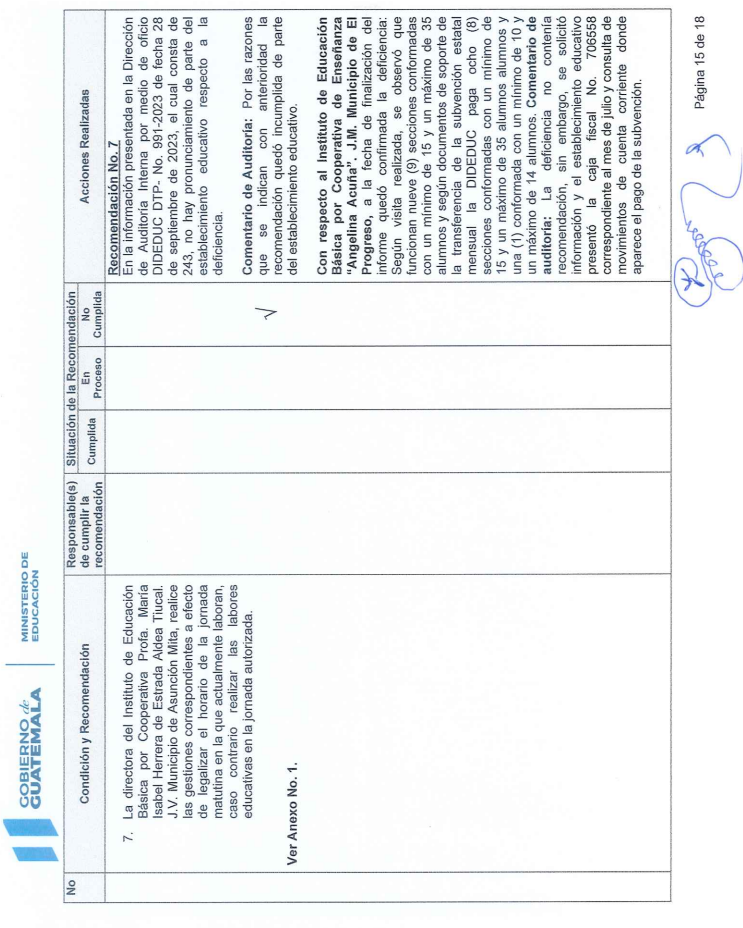 GOBIERNO de
GUATEMALA
MINISTERIO DE
EDUCACIÓN
No
Condición y Recomendación
Responsable(s)
de cumplir la
recomendación
Situación de la Recomendación
Cumplida
En
Proceso
No
Cumplida
Acciones Realizadas
7. La directora del Instituto de Educación
Básica por Cooperativa Profa. María
Isabel Herrera de Estrada Aldea Tiucal.
J.V. Municipio de Asunción Mita, realice
las gestiones correspondientes a efecto
de legalizar el horario de la jornada
matutina en la que actualmente laboran,
caso contrario realizar las labores
educativas en la jornada autorizada.
Ver Anexo No. 1.
√
Recomendación No. 7
En la información presentada en la Dirección
de Auditoría Interna por medio de oficio
DIDEDUC DTP- No. 991-2023 de fecha 28
de septiembre de 2023, el cual consta de
243, no hay pronunciamiento de parte del
establecimiento educativo respecto a la
deficiencia.
Comentario de Auditoría: Por las razones
que se indican con anterioridad la
recomendación quedó incumplida de parte
del establecimiento educativo.
Con respecto al Instituto de Educación
Básica por Cooperativa de Enseñanza
"Angelina Acuña". J.M. Municipio de El
Progreso, a la fecha de finalización del
informe quedó confirmada la deficiencia:
Según visita realizada, se observó que
funcionan nueve (9) secciones conformadas
con un mínimo de 15 y un máximo de 35
alumnos y según documentos de soporte de
la transferencia de la subvención estatal
mensual la DIDEDUC paga ocho (8)
secciones conformadas con un mínimo de
15 y un máximo de 35 alumnos alumnos y
una (1) conformada con un mínimo de 10 y
un máximo de 14 alumnos. Comentario de
auditoría: La deficiencia no contenía
recomendación, sin embargo, se solicitó
información y el establecimiento educativo
presentó la caja fiscal No. 706558
correspondiente al mes de julio y consulta de
movimientos de cuenta corriente donde
aparece el pago de la subvención.
Página 15 de 18